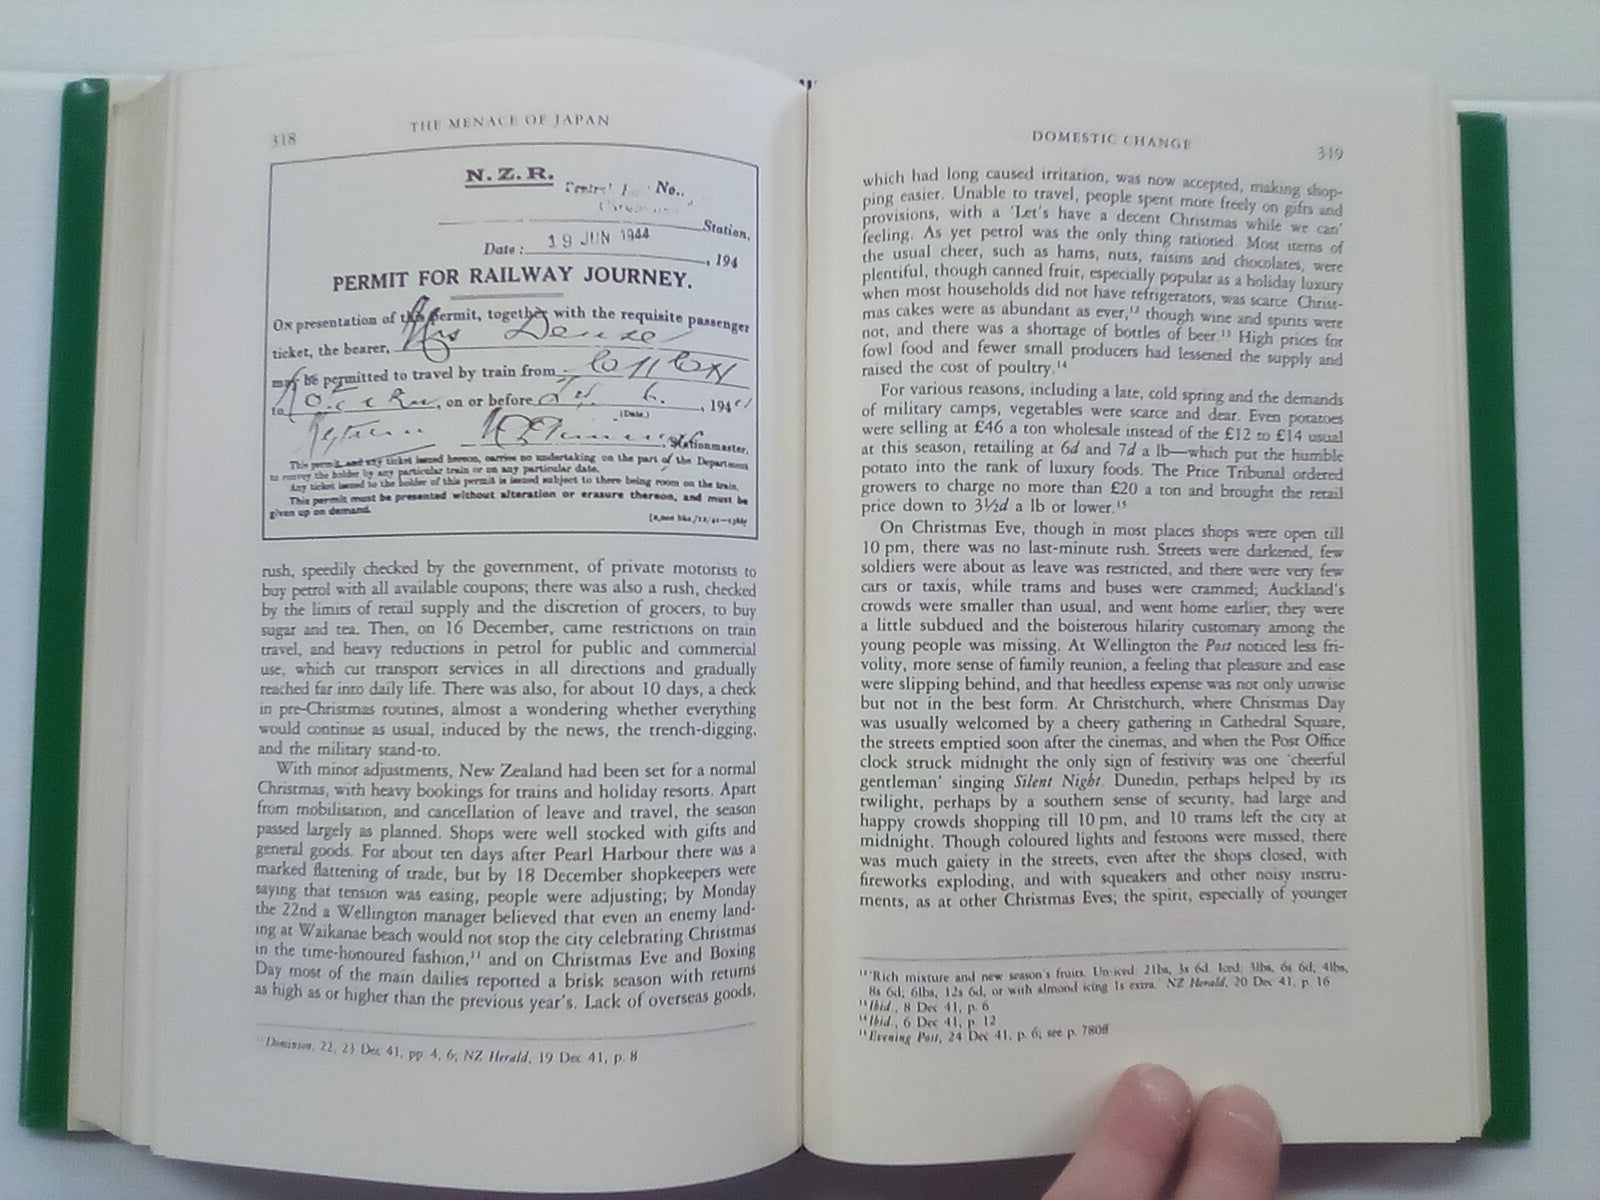 318
THE MENACE OF JAPAN
N.Z.R.
No.
Station.
Date: 19 JUN 1944, 194
PERMIT FOR RAILWAY JOURNEY.
On presentation of this permit, together with the requisite passenger
ticket, the bearer, Mrs
may be permitted to travel by train from
to, on or before 194
(Date.)
Return Stationmaster.
This permit, and any ticket issued hereon, carries no undertaking on the part of the Department
to convey the holder by any particular train or on any particular date.
Any ticket issued to the holder of this permit is issued subject to there being room on the train.
This permit must be presented without alteration or erasure thereon, and must be
given up on demand.
rush, speedily checked by the government, of private motorists to
buy petrol with all available coupons; there was also a rush, checked
by the limits of retail supply and the discretion of grocers, to buy
sugar and tea. Then, on 16 December, came restrictions on train
travel, and heavy reductions in petrol for public and commercial
use, which cut transport services in all directions and gradually
reached far into daily life. There was also, for about 10 days, a check
in pre-Christmas routines, almost a wondering whether everything
would continue as usual, induced by the news, the trench-digging,
and the military stand-to.
With minor adjustments, New Zealand had been set for a normal
Christmas, with heavy bookings for trains and holiday resorts. Apart
from mobilisation, and cancellation of leave and travel, the season
passed largely as planned. Shops were well stocked with gifts and
general goods. For about ten days after Pearl Harbour there was a
marked flattening of trade, but by 18 December shopkeepers were
saying that tension was easing, people were adjusting; by Monday
the 22nd a Wellington manager believed that even an enemy land-
ing at Waikanae beach would not stop the city celebrating Christmas
in the time-honoured fashion,¹¹ and on Christmas Eve and Boxing
Day most of the main dailies reported a brisk season with returns
as high as or higher than the previous year's. Lack of overseas goods,
¹¹Dominion, 22, 23 Dec 41, pp. 4, 6; NZ Herald, 19 Dec 41, p. 8
DOMESTIC CHANGE
319
which had long caused irritation, was now accepted, making shop-
ping easier. Unable to travel, people spent more freely on gifts and
provisions, with a 'Let's have a decent Christmas while we can'
feeling. As yet petrol was the only thing rationed. Most items of
the usual cheer, such as hams, nuts, raisins and chocolates, were
plentiful, though canned fruit, especially popular as a holiday luxury
when most households did not have refrigerators, was scarce. Christ-
mas cakes were as abundant as ever,¹² though wine and spirits were
not, and there was a shortage of bottles of beer.¹³ High prices for
fowl food and fewer small producers had lessened the supply and
raised the cost of poultry.¹⁴
For various reasons, including a late, cold spring and the demands
of military camps, vegetables were scarce and dear. Even potatoes
were selling at £46 a ton wholesale instead of the £12 to £14 usual
at this season, retailing at 6d and 7d a lb—which put the humble
potato into the rank of luxury foods. The Price Tribunal ordered
growers to charge no more than £20 a ton and brought the retail
price down to 3½d a lb or lower.¹⁵
On Christmas Eve, though in most places shops were open till
10 pm, there was no last-minute rush. Streets were darkened, few
soldiers were about as leave was restricted, and there were very few
cars or taxis, while trams and buses were crammed; Auckland's
crowds were smaller than usual, and went home earlier; they were
a little subdued and the boisterous hilarity customary among the
young people was missing. At Wellington the Post noticed less fri-
volity, more sense of family reunion, a feeling that pleasure and ease
were slipping behind, and that heedless expense was not only unwise
but not in the best form. At Christchurch, where Christmas Day
was usually welcomed by a cheery gathering in Cathedral Square,
the streets emptied soon after the cinemas, and when the Post Office
clock struck midnight the only sign of festivity was one 'cheerful
gentleman' singing Silent Night. Dunedin, perhaps helped by its
twilight, perhaps by a southern sense of security, had large and
happy crowds shopping till 10 pm, and 10 trams left the city at
midnight. Though coloured lights and festoons were missed, there
was much gaiety in the streets, even after the shops closed, with
fireworks exploding, and with squeakers and other noisy instru-
ments, as at other Christmas Eves; the spirit, especially of younger
¹²'Rich mixture and new season's fruits. Un-iced: 2lbs, 3s 6d. Iced: 3lbs, 6s 6d; 4lbs,
8s 6d; 6lbs, 12s 6d, or with almond icing 1s extra.' NZ Herald, 20 Dec 41, p. 16
¹³Ibid., 8 Dec 41, p. 6
¹⁴Ibid., 6 Dec 41, p. 12
¹⁵Evening Post, 24 Dec 41, p. 6; see p. 780ff